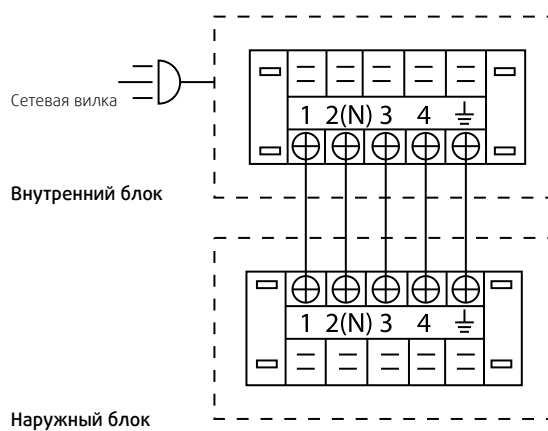 Сетевая вилка
1 2(N) 3 4
Внутренний блок
1 2(N) 3 4
Наружный блок